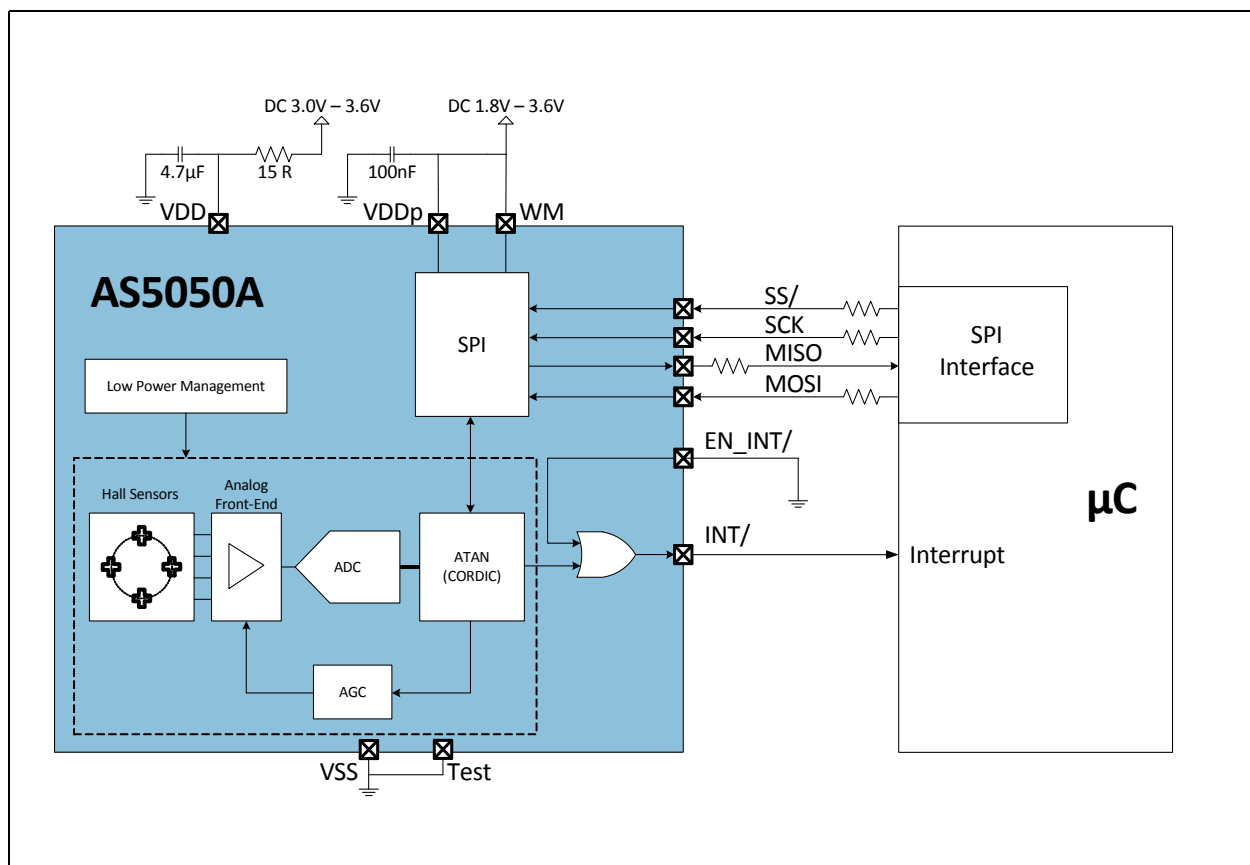 DC 3.0V – 3.6V
DC 1.8V – 3.6V
4.7µF
15 R
100nF
VDD
VDDp
WM
AS5050A
SS/
SCK
MISO
MOSI
SPI
SPI
Interface
Low Power Management
EN_INT/
Hall Sensors
Analog
Front-End
ADC
ATAN
(CORDIC)
INT/
Interrupt
µC
AGC
VSS
Test